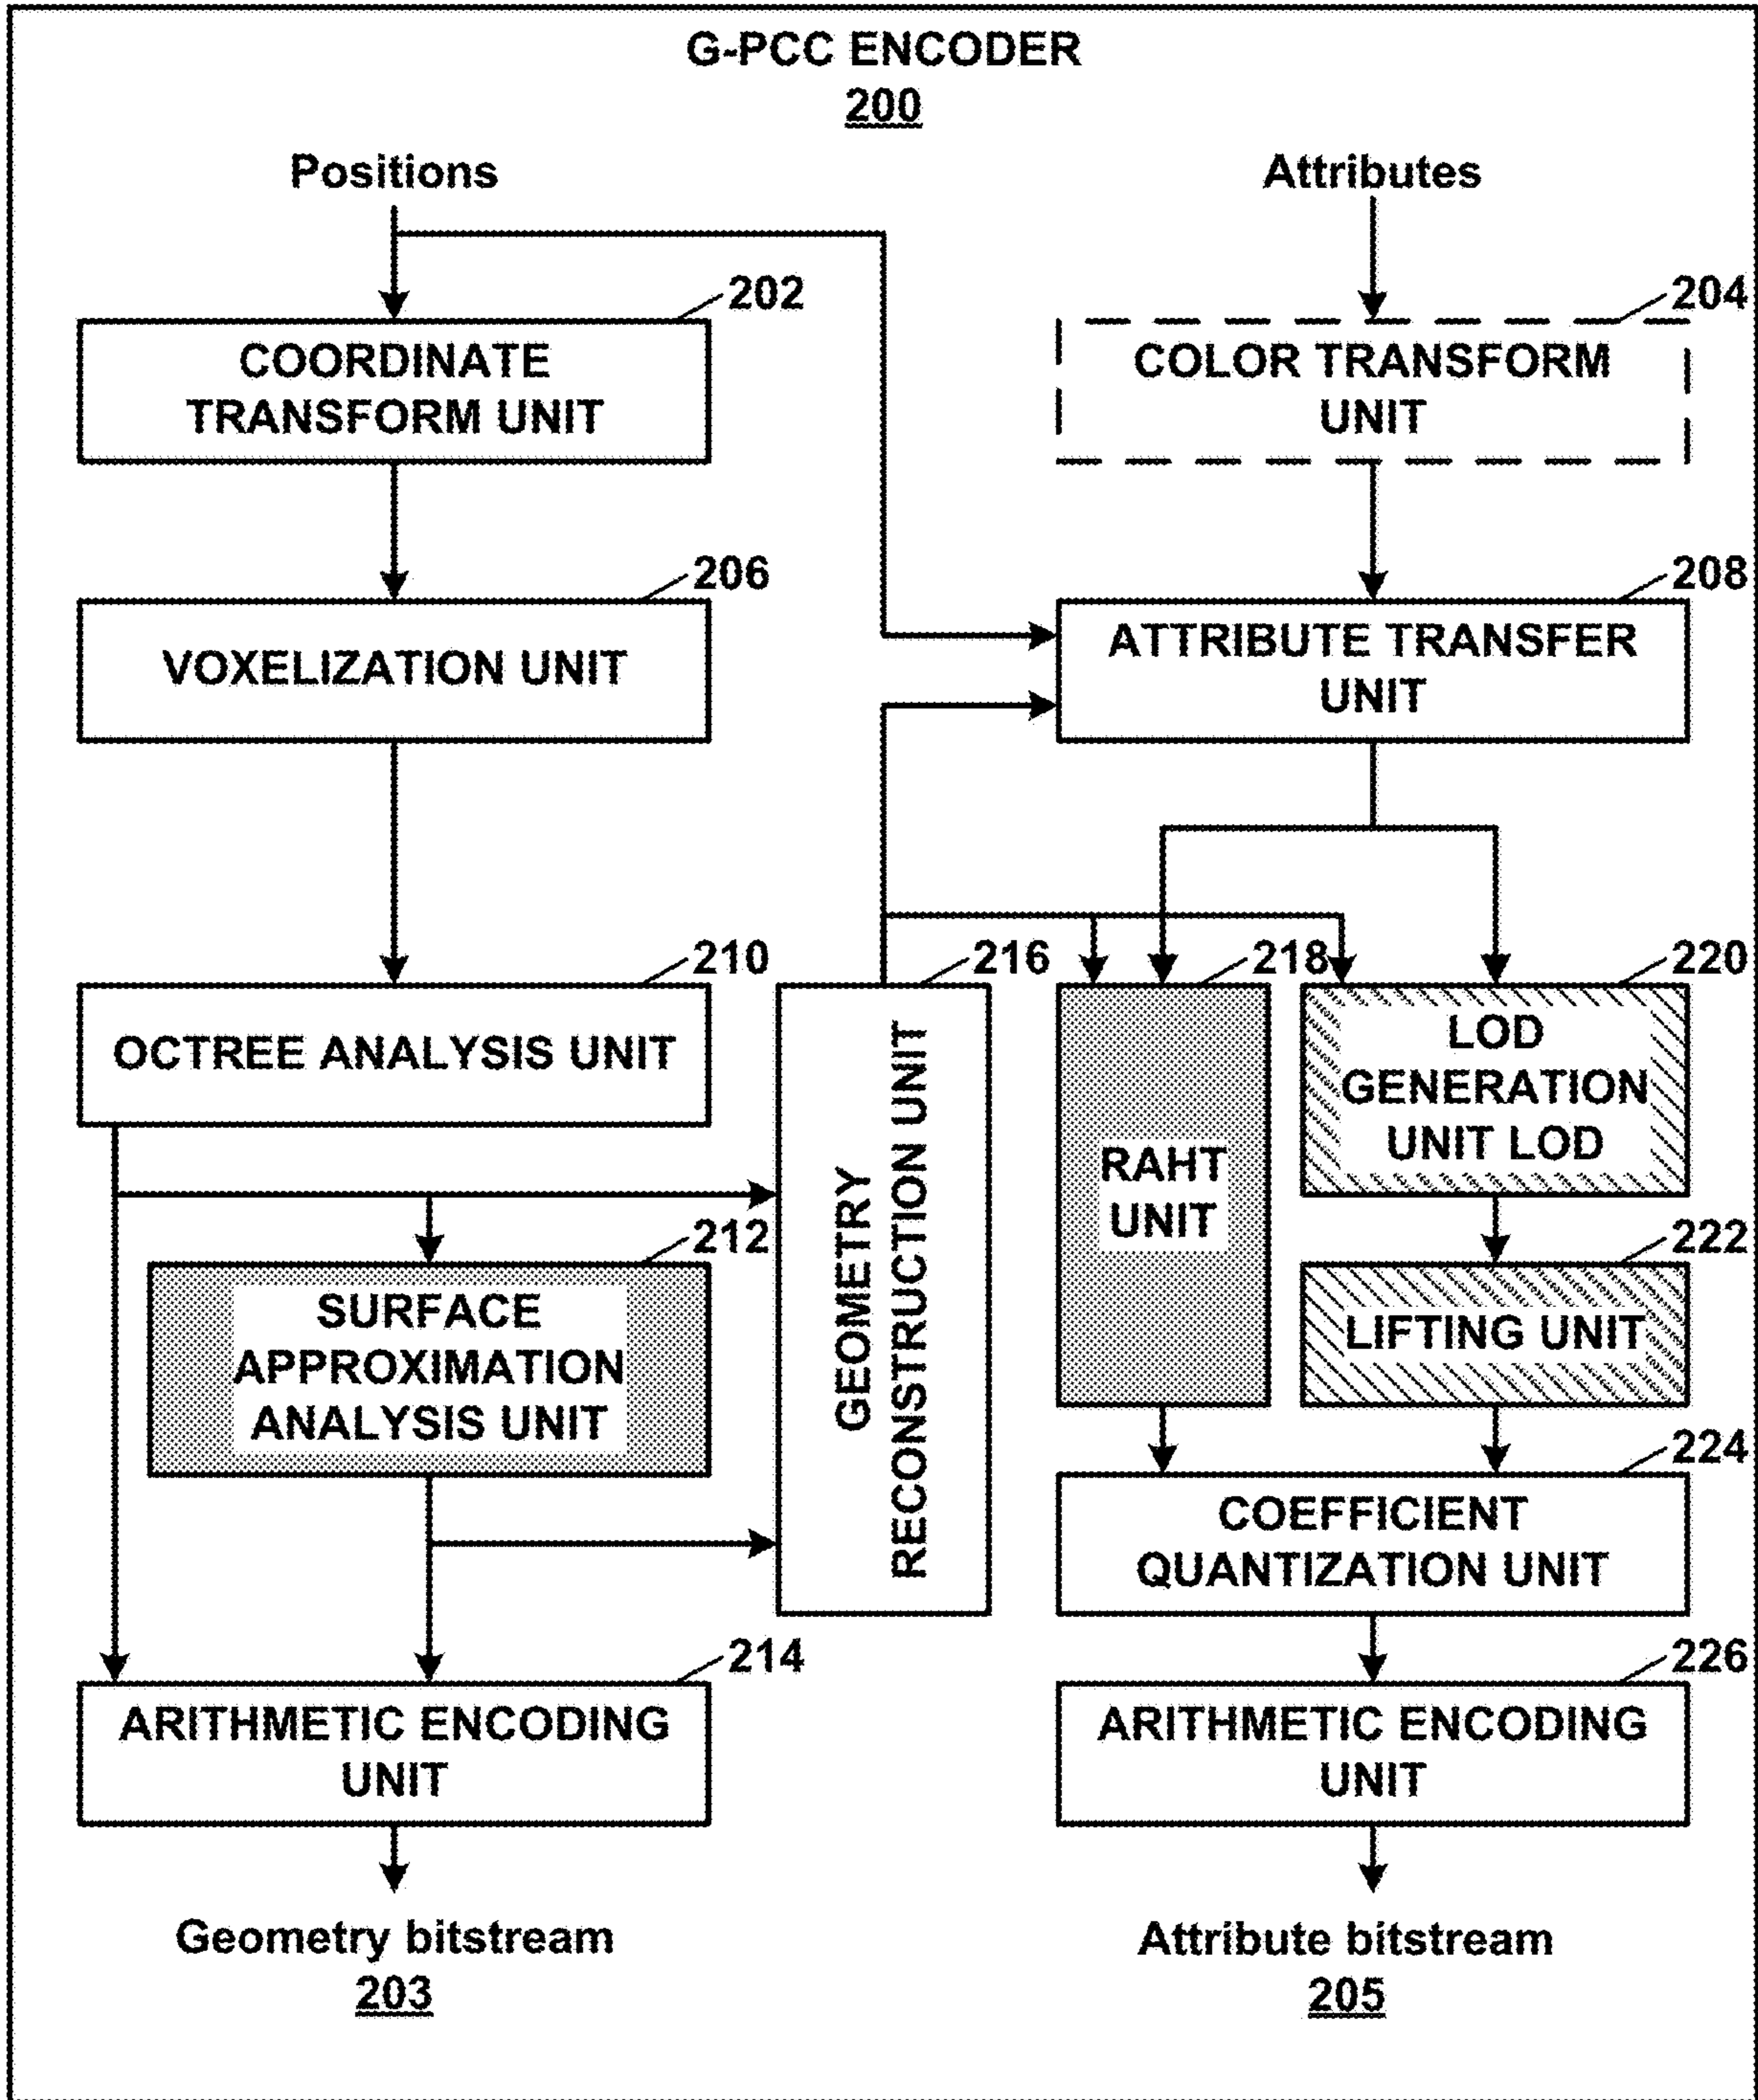 G-PCC ENCODER
200
Positions
Attributes
202
COORDINATE
TRANSFORM UNIT
204
COLOR TRANSFORM
UNIT
206
VOXELIZATION UNIT
208
ATTRIBUTE TRANSFER
UNIT
210
OCTREE ANALYSIS UNIT
216
GEOMETRY
RECONSTRUCTION UNIT
218
RAHT
UNIT
220
LOD
GENERATION
UNIT LOD
212
SURFACE
APPROXIMATION
ANALYSIS UNIT
222
LIFTING UNIT
224
COEFFICIENT
QUANTIZATION UNIT
214
ARITHMETIC ENCODING
UNIT
226
ARITHMETIC ENCODING
UNIT
Geometry bitstream
203
Attribute bitstream
205